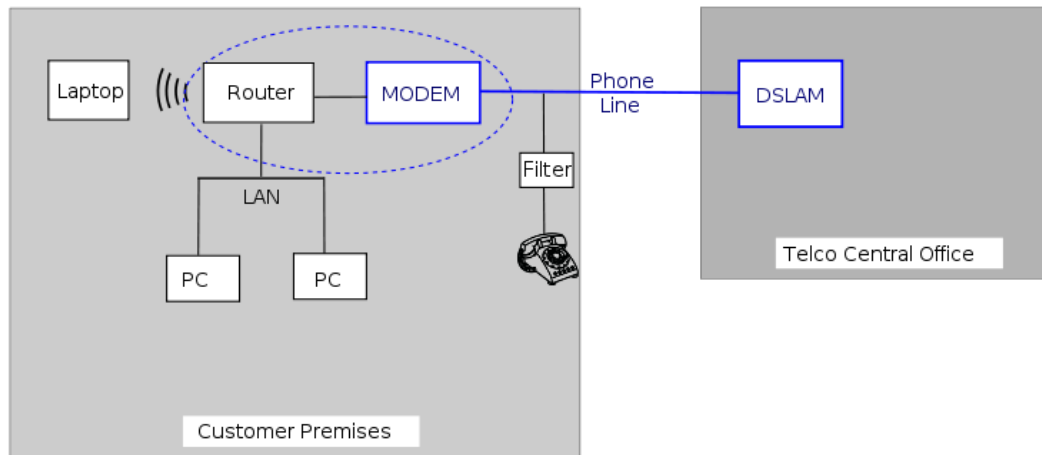 Laptop
Router
MODEM
Phone
Line
DSLAM
Filter
LAN
PC
PC
Telco Central Office
Customer Premises